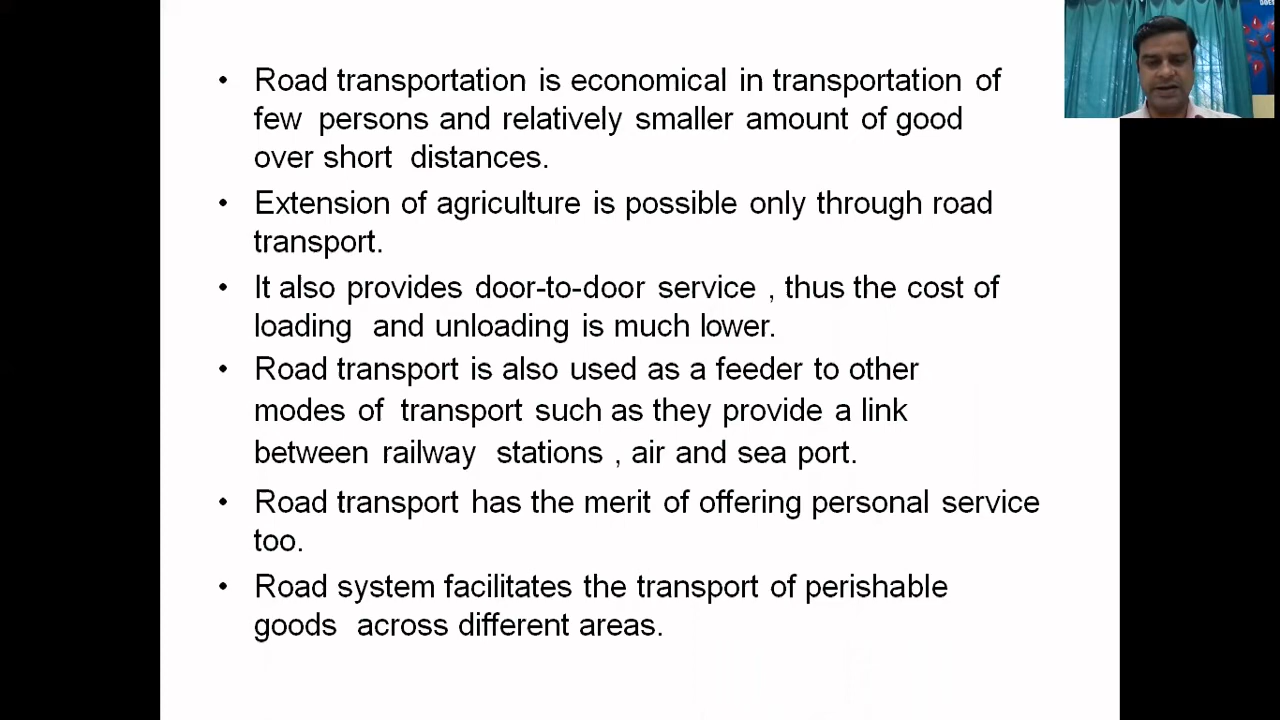 • Road transportation is economical in transportation of
few persons and relatively smaller amount of good
over short distances.
• Extension of agriculture is possible only through road
transport.
• It also provides door-to-door service , thus the cost of
loading and unloading is much lower.
• Road transport is also used as a feeder to other
modes of transport such as they provide a link
between railway stations , air and sea port.
• Road transport has the merit of offering personal service
too.
• Road system facilitates the transport of perishable
goods across different areas.